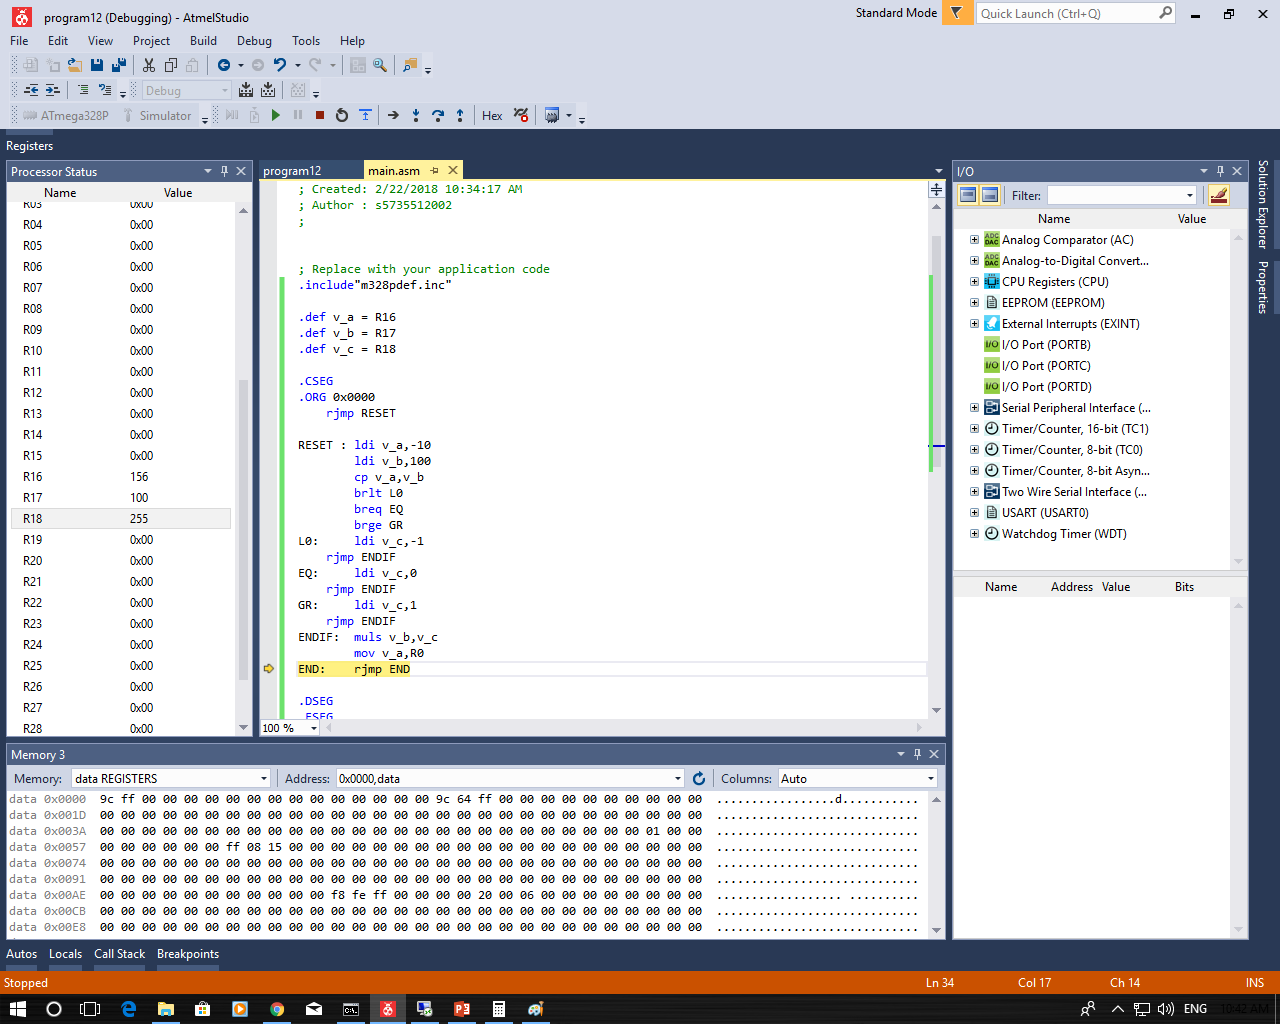 program12 (Debugging) - AtmelStudio
Standard Mode
Quick Launch (Ctrl+Q)
File Edit View Project Build Debug Tools Help
Debug
ATmega328P Simulator Hex
Registers
Processor Status
Name Value
R03 0x00
R04 0x00
R05 0x00
R06 0x00
R07 0x00
R08 0x00
R09 0x00
R10 0x00
R11 0x00
R12 0x00
R13 0x00
R14 0x00
R15 0x00
R16 156
R17 100
R18 255
R19 0x00
R20 0x00
R21 0x00
R22 0x00
R23 0x00
R24 0x00
R25 0x00
R26 0x00
R27 0x00
R28 0x00
program12 main.asm
; Created: 2/22/2018 10:34:17 AM
; Author : s5735512002
;
; Replace with your application code
.include"m328pdef.inc"
.def v_a = R16
.def v_b = R17
.def v_c = R18
.CSEG
.ORG 0x0000
rjmp RESET
RESET : ldi v_a,-10
ldi v_b,100
cp v_a,v_b
brlt L0
breq EQ
brge GR
L0: ldi v_c,-1
rjmp ENDIF
EQ: ldi v_c,0
rjmp ENDIF
GR: ldi v_c,1
rjmp ENDIF
ENDIF: muls v_b,v_c
mov v_a,R0
END: rjmp END
.DSEG
.ESEG
100 %
I/O
Filter:
Name Value
Analog Comparator (AC)
Analog-to-Digital Convert...
CPU Registers (CPU)
EEPROM (EEPROM)
External Interrupts (EXINT)
I/O Port (PORTB)
I/O Port (PORTC)
I/O Port (PORTD)
Serial Peripheral Interface (...
Timer/Counter, 16-bit (TC1)
Timer/Counter, 8-bit (TC0)
Timer/Counter, 8-bit Asyn...
Two Wire Serial Interface (...
USART (USART0)
Watchdog Timer (WDT)
Name Address Value Bits
Solution Explorer
Properties
Memory 3
Memory: data REGISTERS Address: 0x0000,data Columns: Auto
data 0x0000 9c ff 00 00 00 00 00 00 00 00 00 00 00 00 00 00 9c 64 ff 00 00 00 00 00 00 00 00 00 00 .................d...........
data 0x001D 00 00 00 00 00 00 00 00 00 00 00 00 00 00 00 00 00 00 00 00 00 00 00 00 00 00 00 00 00 .............................
data 0x003A 00 00 00 00 00 00 00 00 00 00 00 00 00 00 00 00 00 00 00 00 00 00 00 00 00 00 01 00 00 .............................
data 0x0057 00 00 00 00 00 00 ff 08 15 00 00 00 00 00 00 00 00 00 00 00 00 00 00 00 00 00 00 00 00 .............................
data 0x0074 00 00 00 00 00 00 00 00 00 00 00 00 00 00 00 00 00 00 00 00 00 00 00 00 00 00 00 00 00 .............................
data 0x0091 00 00 00 00 00 00 00 00 00 00 00 00 00 00 00 00 00 00 00 00 00 00 00 00 00 00 00 00 00 .............................
data 0x00AE 00 00 00 00 00 00 00 00 00 00 00 f8 fe ff 00 00 00 00 20 00 06 00 00 00 00 00 00 00 00 .................. ..........
data 0x00CB 00 00 00 00 00 00 00 00 00 00 00 00 00 00 00 00 00 00 00 00 00 00 00 00 00 00 00 00 00 .............................
data 0x00E8 00 00 00 00 00 00 00 00 00 00 00 00 00 00 00 00 00 00 00 00 00 00 00 00 00 00 00 00 00 .............................
Autos Locals Call Stack Breakpoints
Stopped Ln 34 Col 17 Ch 14 INS
ENG 10:42 AM